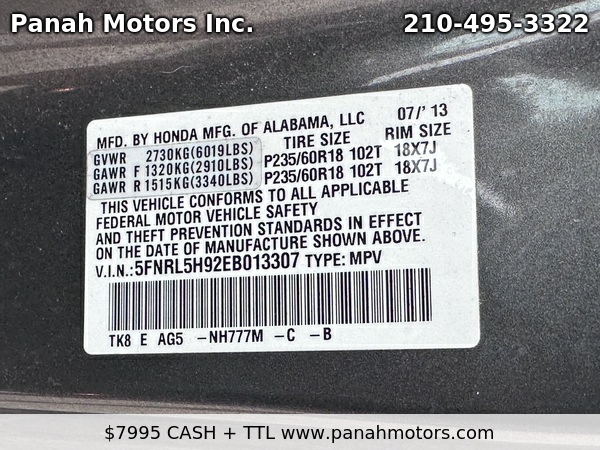 Panah Motors Inc. 210-495-3322
MFD. BY HONDA MFG. OF ALABAMA, LLC 07/'13
GVWR 2730KG(6019LBS) TIRE SIZE RIM SIZE
GAWR F 1320KG(2910LBS) P235/60R18 102T 18X7J
GAWR R 1515KG(3340LBS) P235/60R18 102T 18X7J
THIS VEHICLE CONFORMS TO ALL APPLICABLE
FEDERAL MOTOR VEHICLE SAFETY
AND THEFT PREVENTION STANDARDS IN EFFECT
ON THE DATE OF MANUFACTURE SHOWN ABOVE.
V.I.N.:5FNRL5H92EB013307 TYPE: MPV
TK8 E AG5 -NH777M -C -B
$7995 CASH + TTL www.panahmotors.com